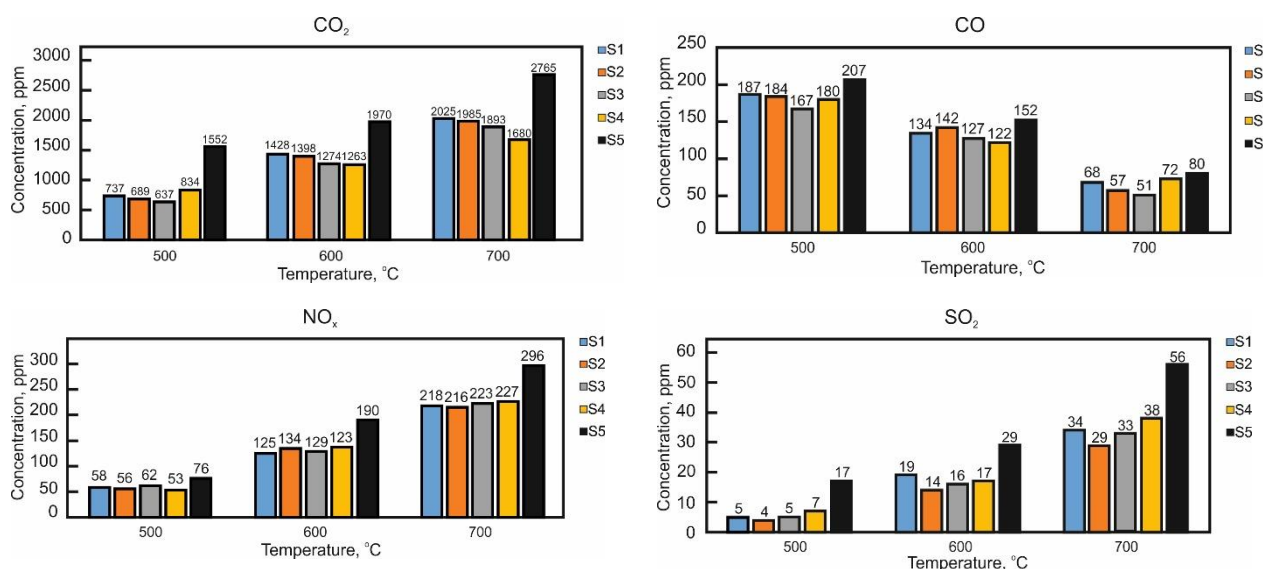 CO₂
Concentration, ppm
3000
2500
2000
1500
1000
500
0
737 689 637 834 1552
1428 1398 1274 1263 1970
2025 1985 1893 1680 2765
500 600 700
Temperature, °C
S1
S2
S3
S4
S5
CO
Concentration, ppm
250
200
150
100
50
0
187 184 167 180 207
134 142 127 122 152
68 57 51 72 80
500 600 700
Temperature, °C
S
S
S
S
S
NOₓ
Concentration, ppm
300
250
200
150
100
50
0
58 56 62 53 76
125 134 129 123 190
218 216 223 227 296
500 600 700
Temperature, °C
S1
S2
S3
S4
S5
SO₂
Concentration, ppm
60
50
40
30
20
10
0
5 4 5 7 17
19 14 16 17 29
34 29 33 38 56
500 600 700
Temperature, °C
S1
S2
S3
S4
S5